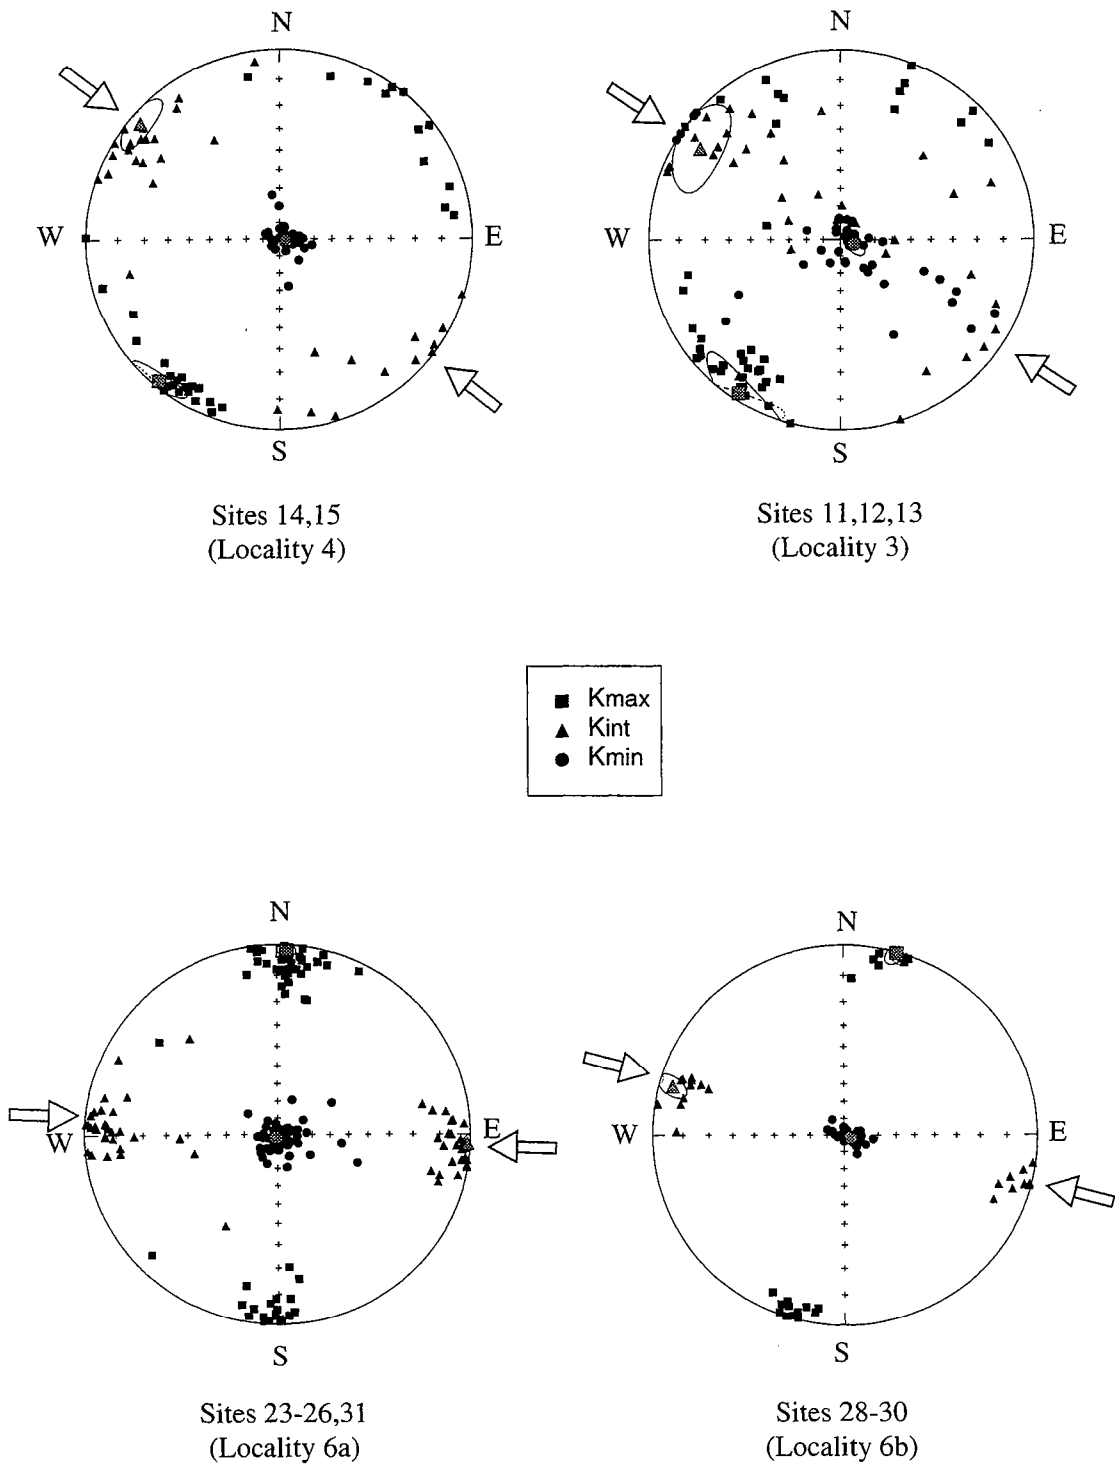 N
W
E
S
Sites 14,15
(Locality 4)
N
W
E
S
Sites 11,12,13
(Locality 3)
Kmax
Kint
Kmin
N
W
E
S
Sites 23-26,31
(Locality 6a)
N
W
E
S
Sites 28-30
(Locality 6b)